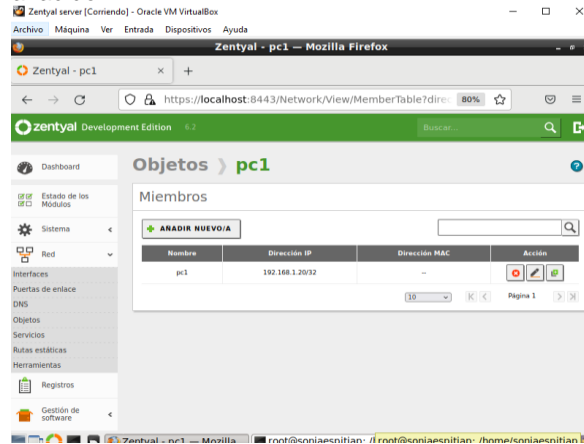 Zentyal server [Corriendo] - Oracle VM VirtualBox
Archivo Máquina Ver Entrada Dispositivos Ayuda
Zentyal - pc1 — Mozilla Firefox
Zentyal - pc1
https://localhost:8443/Network/View/MemberTable?direc 80%
zentyal Development Edition 6.2 Buscar...
Dashboard
Objetos pc1
Estado de los
Módulos
Miembros
Sistema
AÑADIR NUEVO/A
Red
Nombre Dirección IP Dirección MAC Acción
Interfaces
pc1 192.168.1.20/32 --
Puertas de enlace
DNS
10 Página 1
Objetos
Servicios
Rutas estáticas
Herramientas
Registros
Gestión de
software
Zentyal - pc1 — Mozilla root@soniaespitiap: /l root@soniaespitiap: /home/soniaespitiap